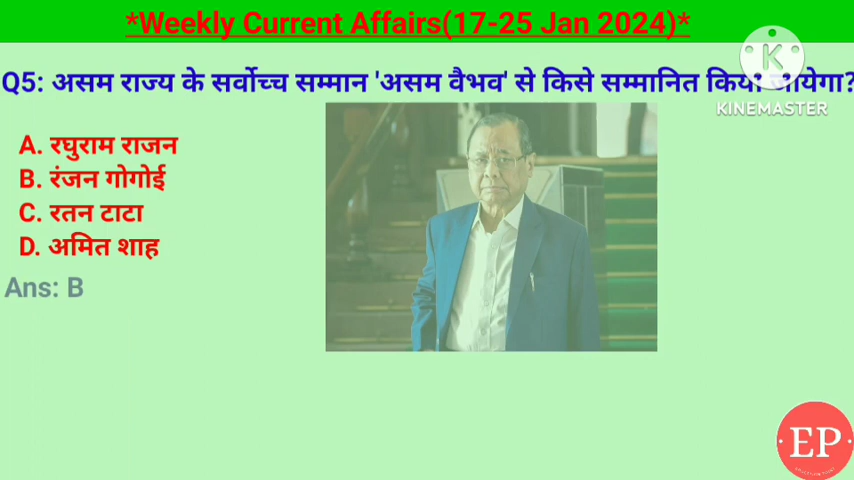 *Weekly Current Affairs(17-25 Jan 2024)*
Q5: असम राज्य के सर्वोच्च सम्मान 'असम वैभव' से किसे सम्मानित किया जायेगा?
KINEMASTER
A. रघुराम राजन
B. रंजन गोगोई
C. रतन टाटा
D. अमित शाह
Ans: B
EP